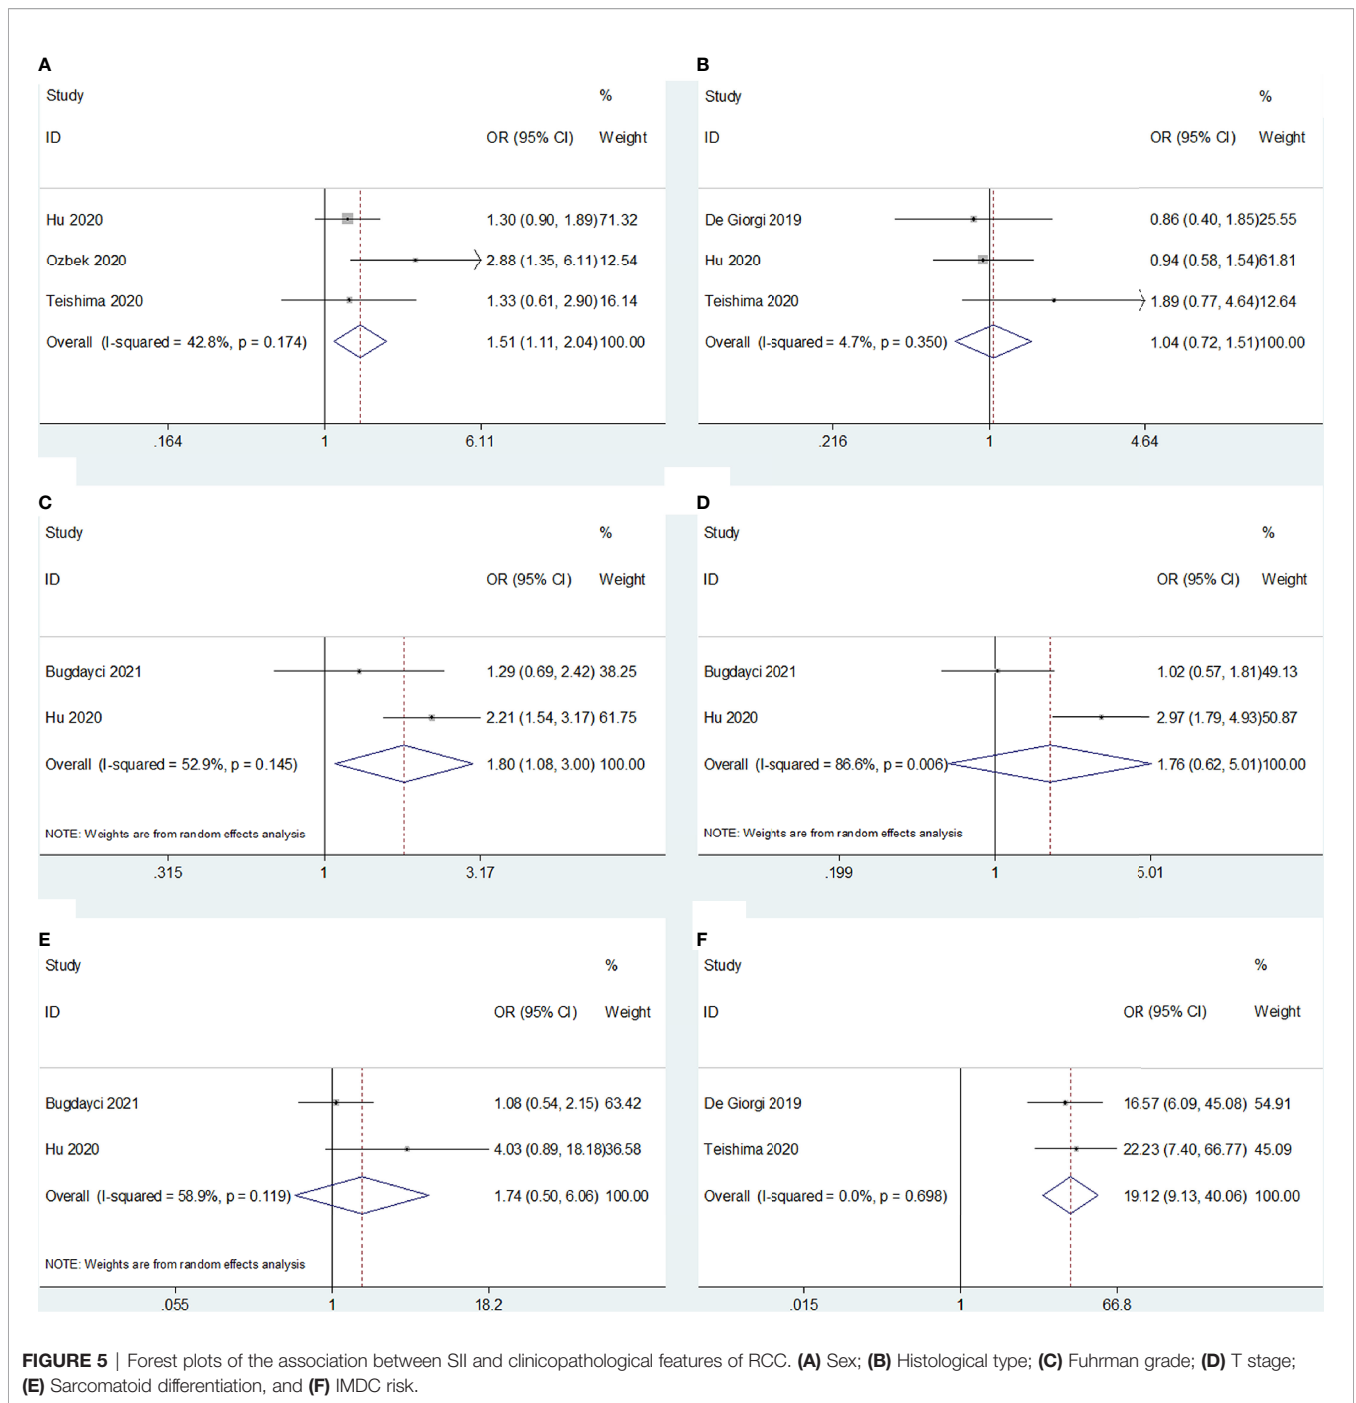 A
Study %
ID OR (95% CI) Weight
Hu 2020 1.30 (0.90, 1.89) 71.32
Ozbek 2020 2.88 (1.35, 6.11) 12.54
Teishima 2020 1.33 (0.61, 2.90) 16.14
Overall (I-squared = 42.8%, p = 0.174) 1.51 (1.11, 2.04) 100.00
.164 1 6.11
B
Study %
ID OR (95% CI) Weight
De Giorgi 2019 0.86 (0.40, 1.85) 25.55
Hu 2020 0.94 (0.58, 1.54) 61.81
Teishima 2020 1.89 (0.77, 4.64) 12.64
Overall (I-squared = 4.7%, p = 0.350) 1.04 (0.72, 1.51) 100.00
.216 1 4.64
C
Study %
ID OR (95% CI) Weight
Bugdayci 2021 1.29 (0.69, 2.42) 38.25
Hu 2020 2.21 (1.54, 3.17) 61.75
Overall (I-squared = 52.9%, p = 0.145) 1.80 (1.08, 3.00) 100.00
NOTE: Weights are from random effects analysis
.315 1 3.17
D
Study %
ID OR (95% CI) Weight
Bugdayci 2021 1.02 (0.57, 1.81) 49.13
Hu 2020 2.97 (1.79, 4.93) 50.87
Overall (I-squared = 86.6%, p = 0.006) 1.76 (0.62, 5.01) 100.00
NOTE: Weights are from random effects analysis
.199 1 5.01
E
Study %
ID OR (95% CI) Weight
Bugdayci 2021 1.08 (0.54, 2.15) 63.42
Hu 2020 4.03 (0.89, 18.18) 36.58
Overall (I-squared = 58.9%, p = 0.119) 1.74 (0.50, 6.06) 100.00
NOTE: Weights are from random effects analysis
.055 1 18.2
F
Study %
ID OR (95% CI) Weight
De Giorgi 2019 16.57 (6.09, 45.08) 54.91
Teishima 2020 22.23 (7.40, 66.77) 45.09
Overall (I-squared = 0.0%, p = 0.698) 19.12 (9.13, 40.06) 100.00
.015 1 66.8
FIGURE 5 | Forest plots of the association between SII and clinicopathological features of RCC. (A) Sex; (B) Histological type; (C) Fuhrman grade; (D) T stage;
(E) Sarcomatoid differentiation, and (F) IMDC risk.